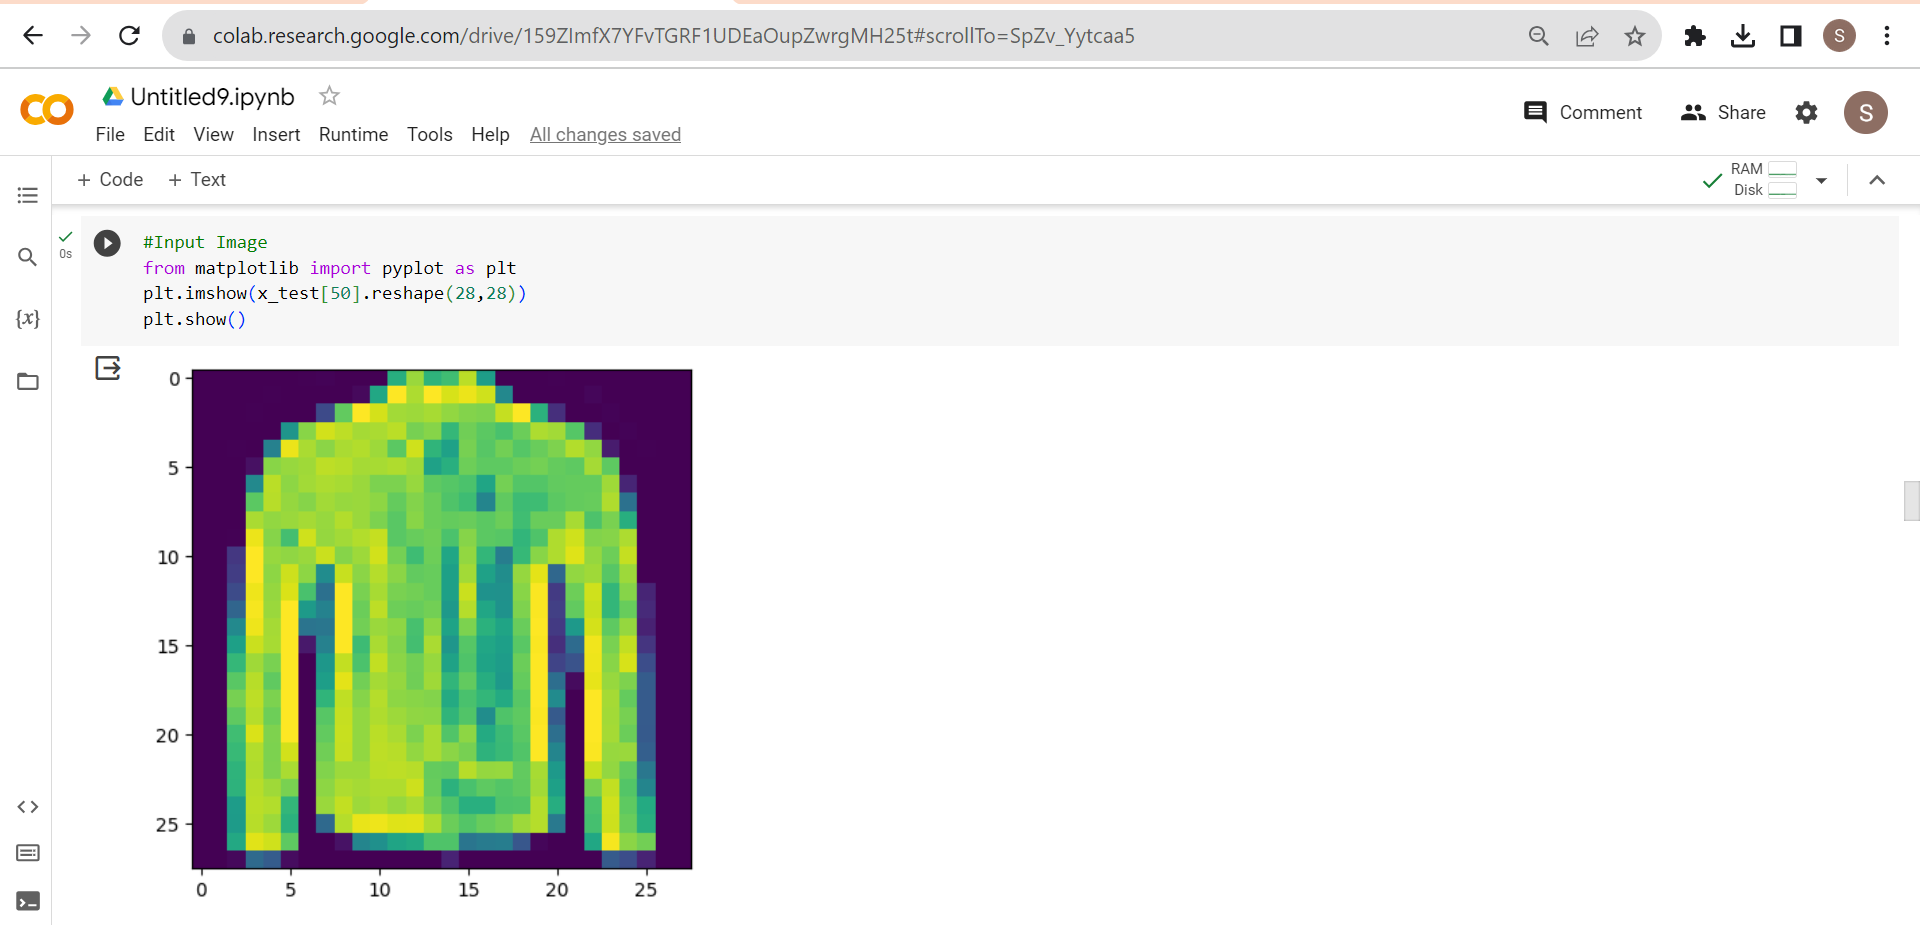 colab.research.google.com/drive/159ZImfX7YFvTGRF1UDEaOupZwrgMH25t#scrollTo=SpZv_Yytcaa5
S
Untitled9.ipynb
Comment
Share
S
File Edit View Insert Runtime Tools Help All changes saved
+ Code + Text
RAM
Disk
0s
#Input Image
from matplotlib import pyplot as plt
plt.imshow(x_test[50].reshape(28,28))
plt.show()
{x}
0
5
10
15
20
25
0 5 10 15 20 25